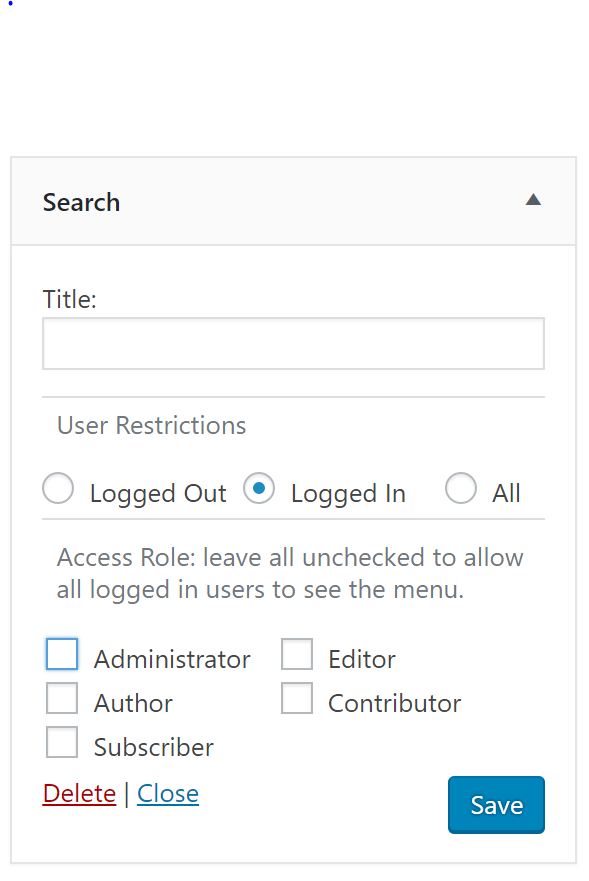 Search
Title:
User Restrictions
Logged Out Logged In All
Access Role: leave all unchecked to allow
all logged in users to see the menu.
Administrator Editor
Author Contributor
Subscriber
Delete | Close
Save